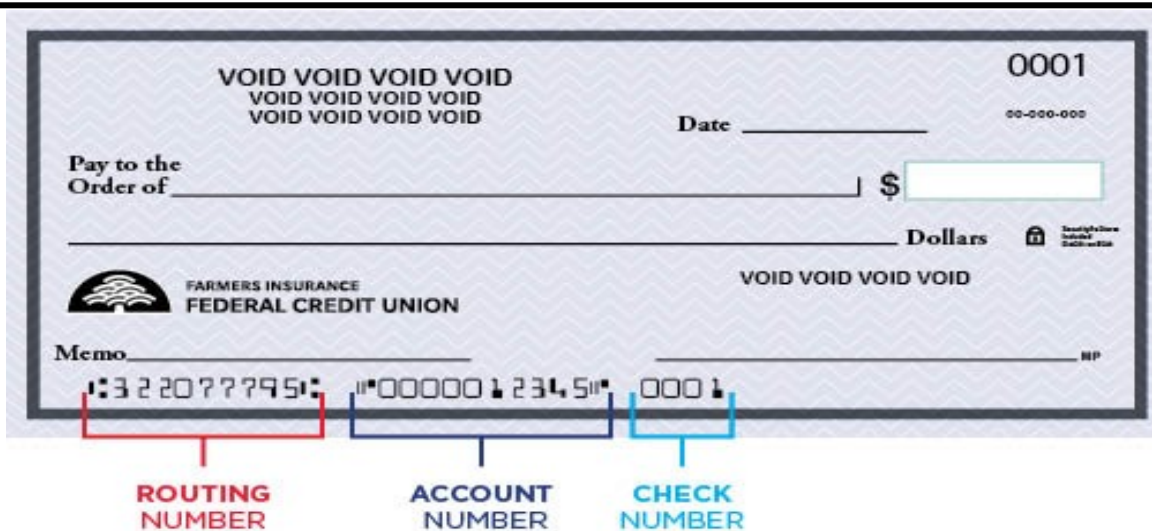 VOID VOID VOID VOID
VOID VOID VOID VOID
VOID VOID VOID VOID
0001
00-000-000
Date
Pay to the
Order of
$
Dollars
FARMERS INSURANCE
FEDERAL CREDIT UNION
VOID VOID VOID VOID
Memo
MP
⑆322077795⑆ ⑈0000012345⑈ 0001
ROUTING ACCOUNT CHECK
NUMBER NUMBER NUMBER